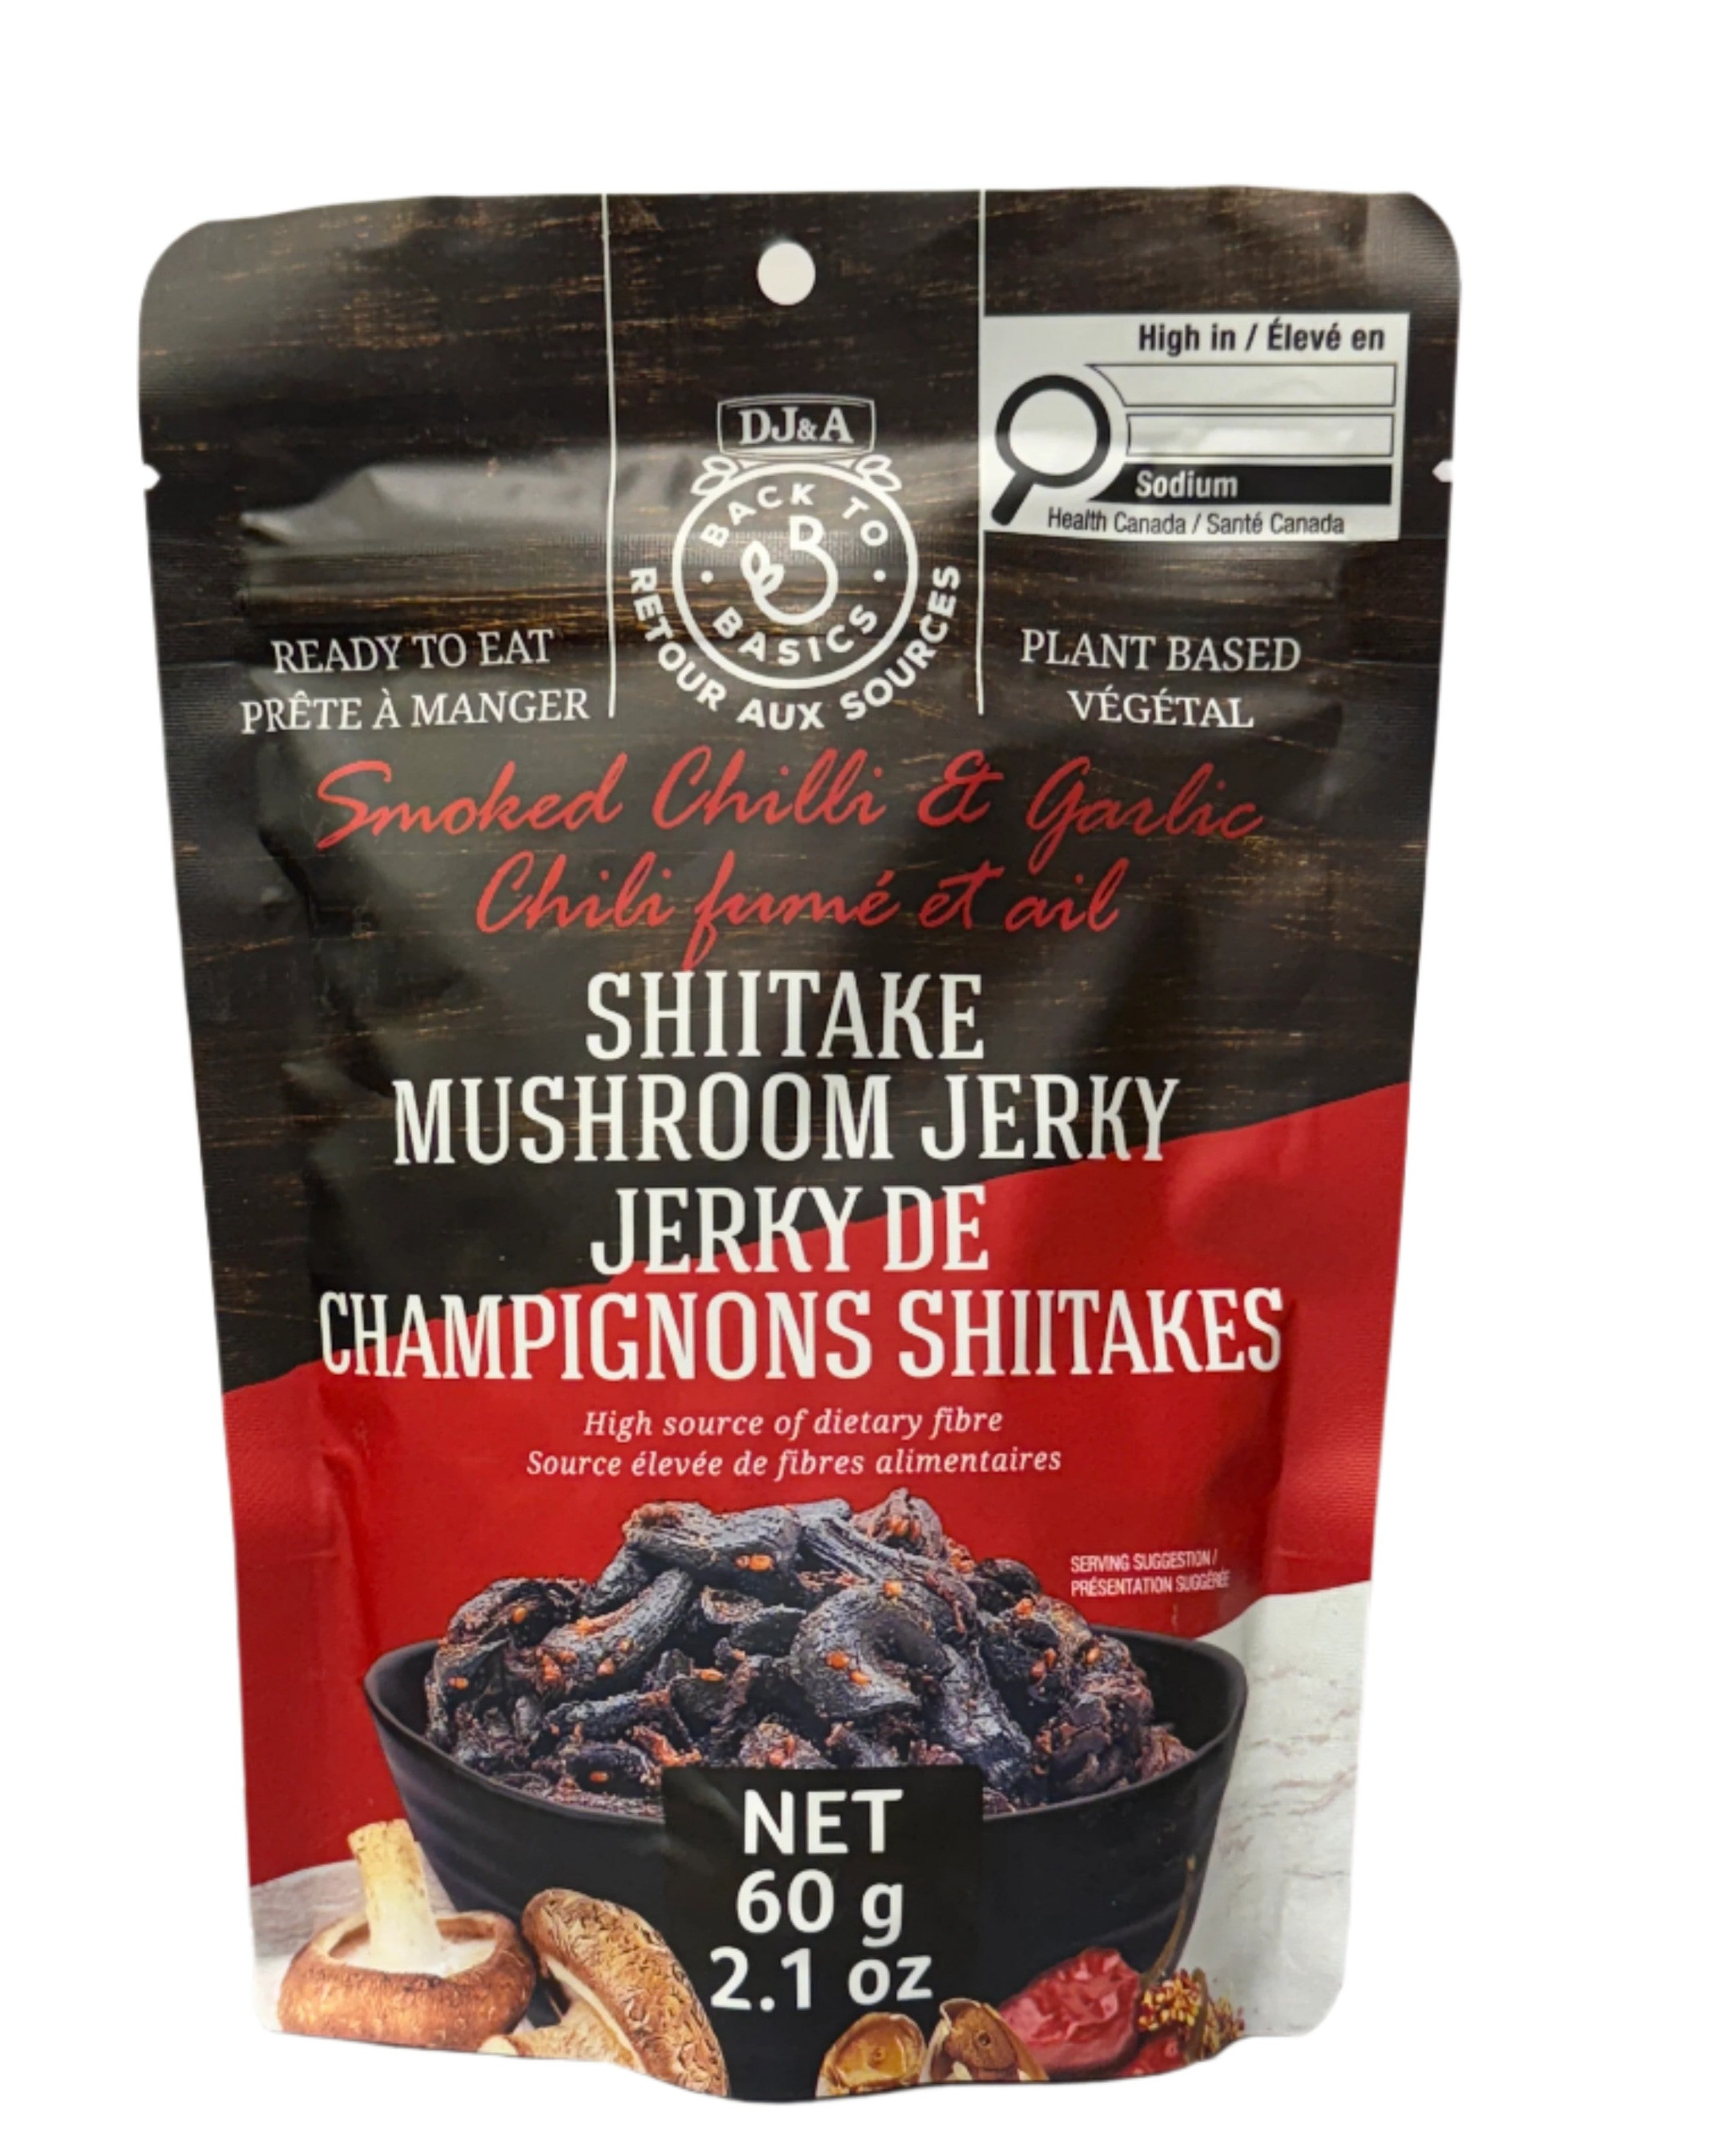 High in / Élevé en
Sodium
Health Canada / Santé Canada
DJ&A
BACK TO BASICS
RETOUR AUX SOURCES
READY TO EAT
PRÊTE À MANGER
PLANT BASED
VÉGÉTAL
Smoked Chilli & Garlic
Chili fumé et ail
SHIITAKE
MUSHROOM JERKY
JERKY DE
CHAMPIGNONS SHIITAKES
High source of dietary fibre
Source élevée de fibres alimentaires
SERVING SUGGESTION /
PRÉSENTATION SUGGÉRÉE
NET
60 g
2.1 oz